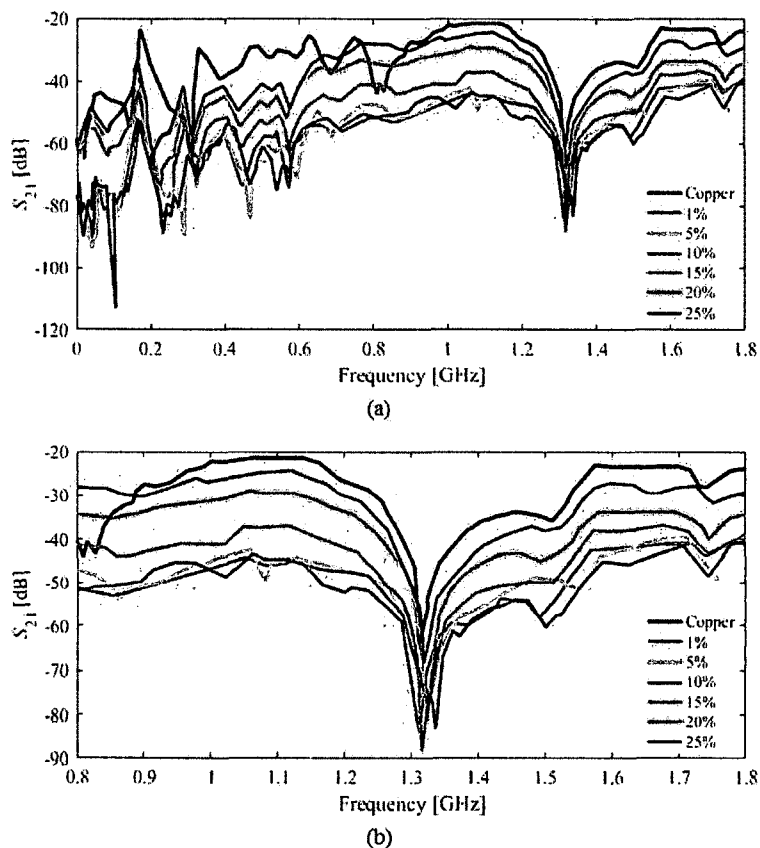 -20
-40
-60
-80
-100
-120
S21 [dB]
Copper
1%
5%
10%
15%
20%
25%
0 0.2 0.4 0.6 0.8 1 1.2 1.4 1.6 1.8
Frequency [GHz]
(a)
-20
-30
-40
-50
-60
-70
-80
-90
S21 [dB]
Copper
1%
5%
10%
15%
20%
25%
0.8 0.9 1 1.1 1.2 1.3 1.4 1.5 1.6 1.7 1.8
Frequency [GHz]
(b)